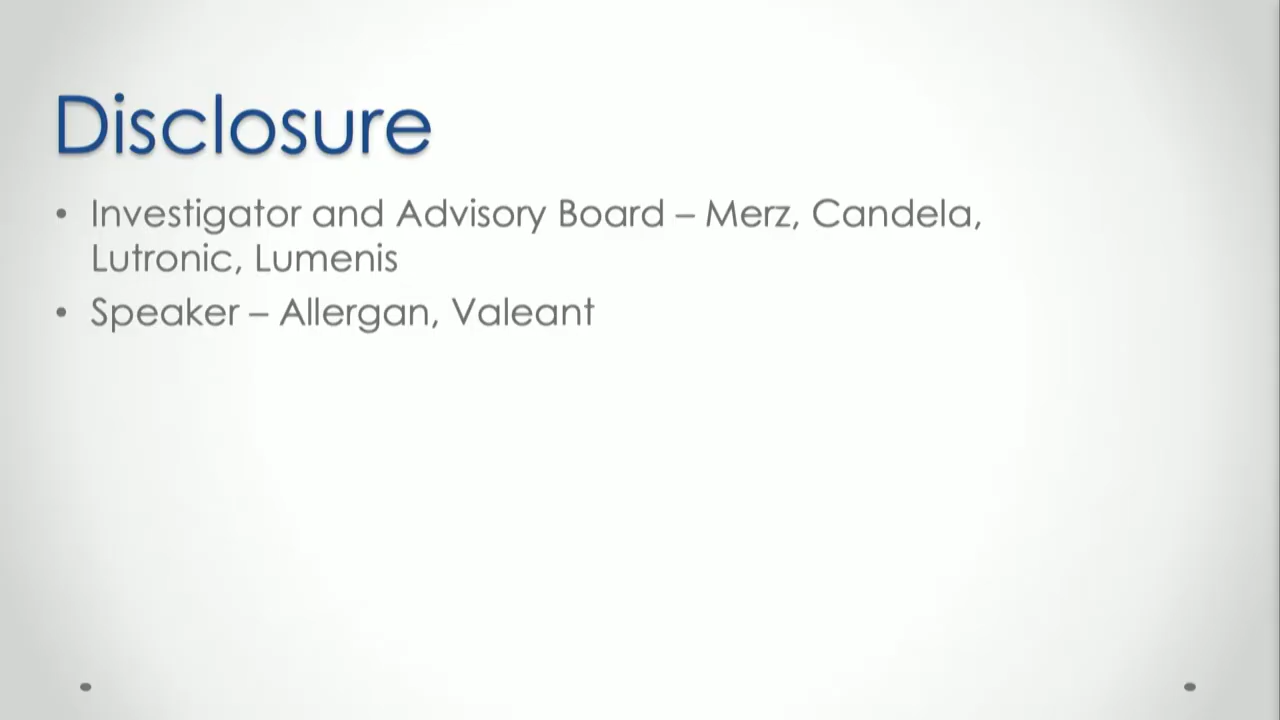 Disclosure
• Investigator and Advisory Board – Merz, Candela,
Lutronic, Lumenis
• Speaker – Allergan, Valeant